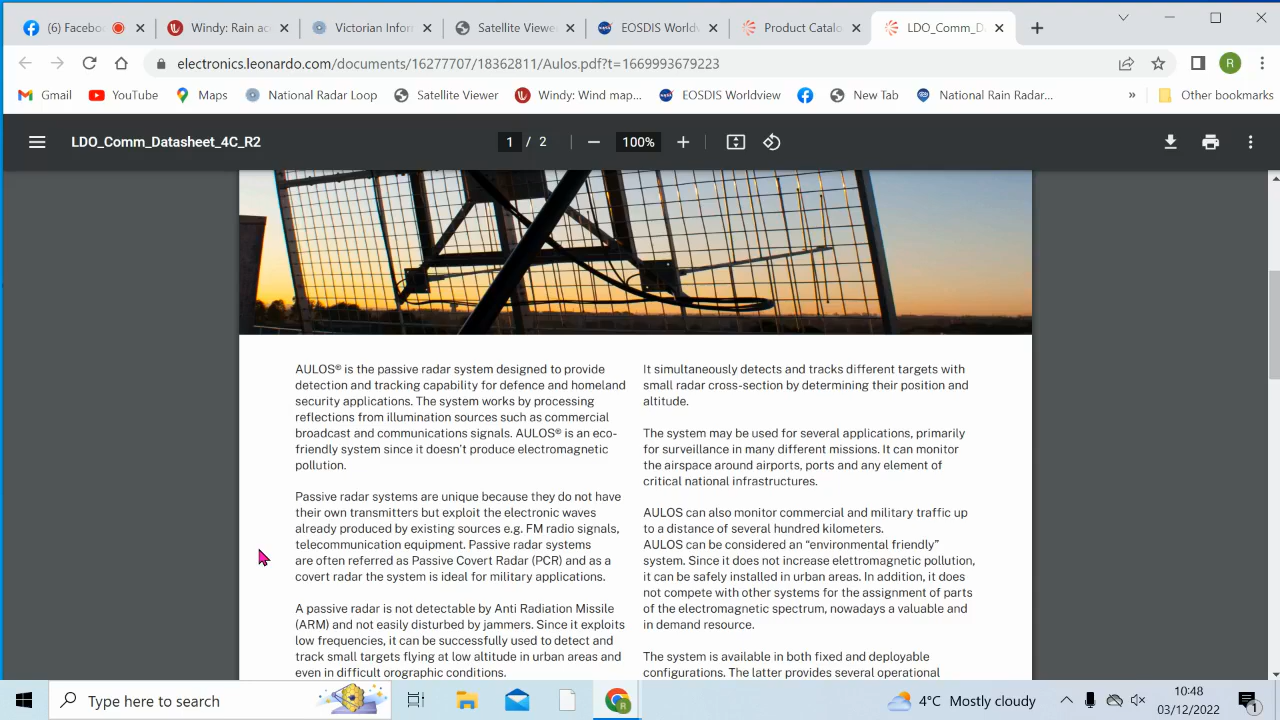 (6) Facebo
Windy: Rain ac
Victorian Infor
Satellite Viewe
EOSDIS Worldv
Product Catalo
LDO_Comm_D
electronics.leonardo.com/documents/16277707/18362811/Aulos.pdf?t=1669993679223
R
Gmail
YouTube
Maps
National Radar Loop
Satellite Viewer
Windy: Wind map...
EOSDIS Worldview
New Tab
National Rain Radar...
»
Other bookmarks
LDO_Comm_Datasheet_4C_R2
1 / 2
100%
AULOS® is the passive radar system designed to provide
detection and tracking capability for defence and homeland
security applications. The system works by processing
reflections from illumination sources such as commercial
broadcast and communications signals. AULOS® is an eco-
friendly system since it doesn't produce electromagnetic
pollution.
Passive radar systems are unique because they do not have
their own transmitters but exploit the electronic waves
already produced by existing sources e.g. FM radio signals,
telecommunication equipment. Passive radar systems
are often referred as Passive Covert Radar (PCR) and as a
covert radar the system is ideal for military applications.
A passive radar is not detectable by Anti Radiation Missile
(ARM) and not easily disturbed by jammers. Since it exploits
low frequencies, it can be successfully used to detect and
track small targets flying at low altitude in urban areas and
even in difficult orographic conditions.
It simultaneously detects and tracks different targets with
small radar cross-section by determining their position and
altitude.
The system may be used for several applications, primarily
for surveillance in many different missions. It can monitor
the airspace around airports, ports and any element of
critical national infrastructures.
AULOS can also monitor commercial and military traffic up
to a distance of several hundred kilometers.
AULOS can be considered an “environmental friendly”
system. Since it does not increase elettromagnetic pollution,
it can be safely installed in urban areas. In addition, it does
not compete with other systems for the assignment of parts
of the electromagnetic spectrum, nowadays a valuable and
in demand resource.
The system is available in both fixed and deployable
configurations. The latter provides several operational
Type here to search
4°C Mostly cloudy
10:48
03/12/2022
1